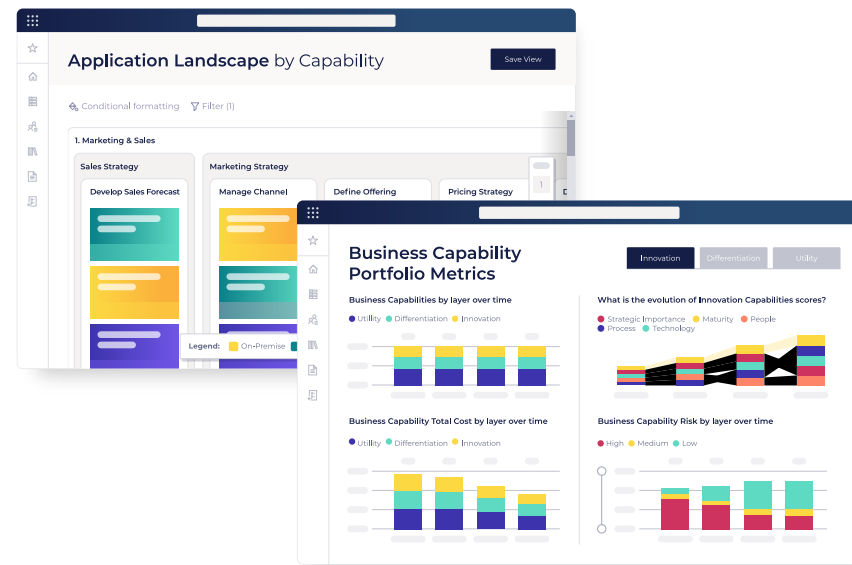 Application Landscape by Capability
Save View
Conditional formatting
Filter (1)
1. Marketing & Sales
Sales Strategy
Marketing Strategy
Develop Sales Forecast
Manage Channel
Define Offering
Pricing Strategy
D
1
Legend:
On-Premise
Business Capability
Portfolio Metrics
Innovation
Differentiation
Utility
Business Capabilities by layer over time
Utility Differentiation Innovation
What is the evolution of Innovation Capabilities scores?
Strategic Importance Maturity People
Process Technology
Business Capability Total Cost by layer over time
Utility Differentiation Innovation
Business Capability Risk by layer over time
High Medium Low